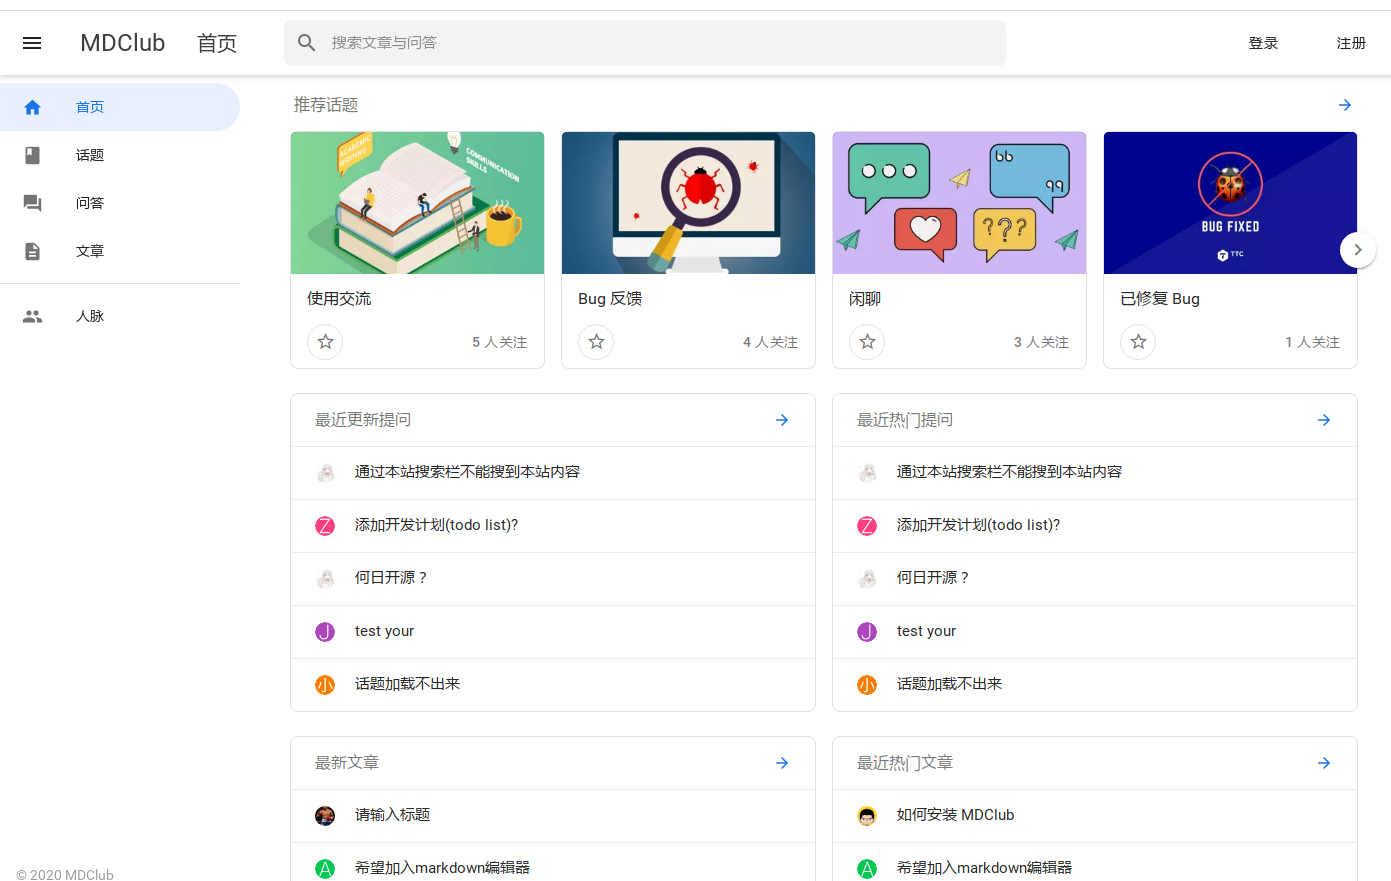 MDClub 首页 搜索文章与问答 登录 注册
首页
话题
问答
文章
人脉
© 2020 MDClub
推荐话题
ACADEMIC WRITING
COMMUNICATION SKILLS
BUG FIXED
TTC
使用交流
5 人关注
Bug 反馈
4 人关注
闲聊
3 人关注
已修复 Bug
1 人关注
最近更新提问
通过本站搜索栏不能搜到本站内容
Z 添加开发计划(todo list)?
何日开源？
J test your
小 话题加载不出来
最近热门提问
通过本站搜索栏不能搜到本站内容
Z 添加开发计划(todo list)?
何日开源？
J test your
小 话题加载不出来
最新文章
请输入标题
A 希望加入markdown编辑器
最近热门文章
如何安装 MDClub
A 希望加入markdown编辑器